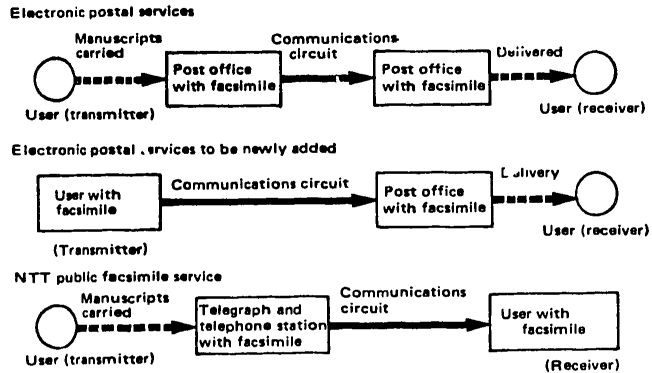 Electronic postal services
Manuscripts carried
Communications circuit
Delivered
Post office with facsimile
Post office with facsimile
User (transmitter)
User (receiver)
Electronic postal services to be newly added
User with facsimile
Communications circuit
Post office with facsimile
Delivery
(Transmitter)
User (receiver)
NTT public facsimile service
Manuscripts carried
Telegraph and telephone station with facsimile
Communications circuit
User with facsimile
User (transmitter)
(Receiver)